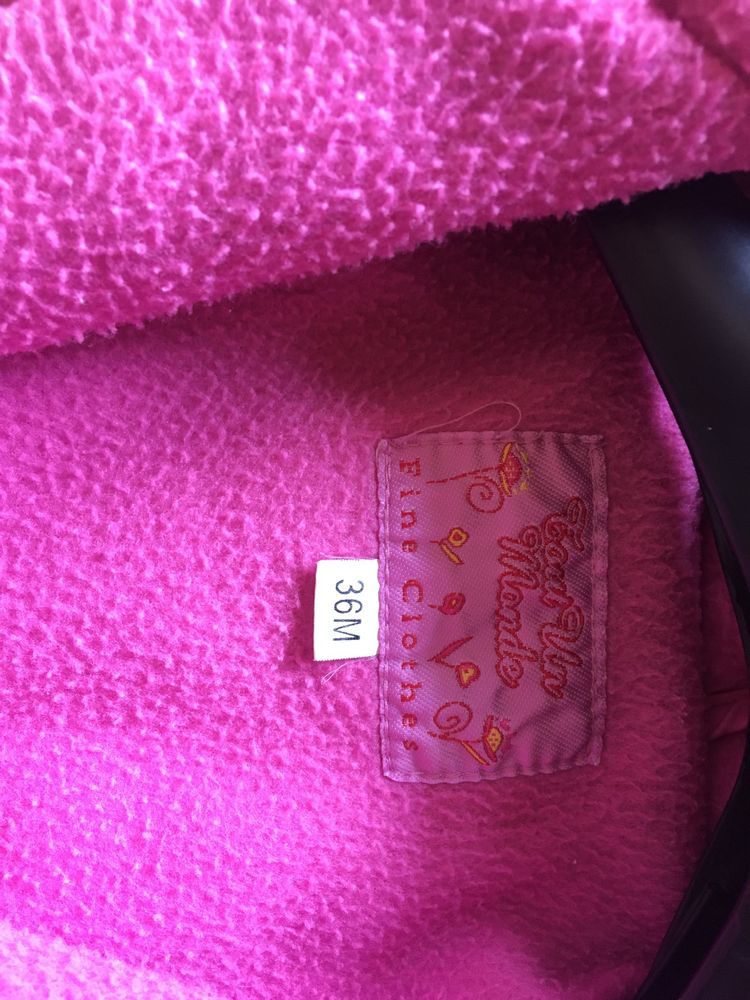 Tout Un
Monde
Fine Clothes
36M